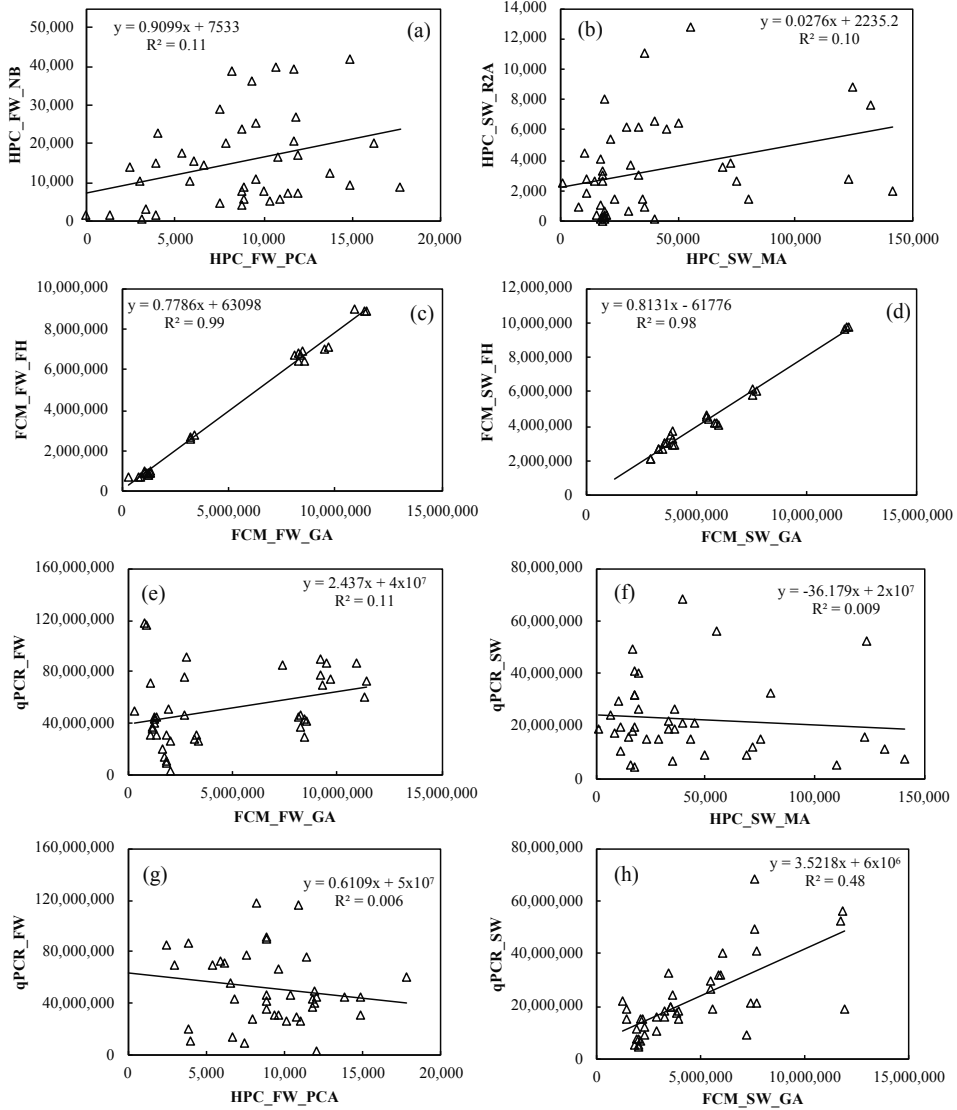 y = 0.9099x + 7533
R² = 0.11
(a)
HPC_FW_NB
50,000
40,000
30,000
20,000
10,000
0
0
5,000
10,000
15,000
20,000
HPC_FW_PCA
y = 0.0276x + 2235.2
R² = 0.10
(b)
HPC_SW_R2A
14,000
12,000
10,000
8,000
6,000
4,000
2,000
0
0
50,000
100,000
150,000
HPC_SW_MA
y = 0.7786x + 63098
R² = 0.99
(c)
FCM_FW_FH
10,000,000
8,000,000
6,000,000
4,000,000
2,000,000
0
0
5,000,000
10,000,000
15,000,000
FCM_FW_GA
y = 0.8131x - 61776
R² = 0.98
(d)
FCM_SW_FH
12,000,000
10,000,000
8,000,000
6,000,000
4,000,000
2,000,000
0
0
5,000,000
10,000,000
15,000,000
FCM_SW_GA
(e)
y = 2.437x + 4x10⁷
R² = 0.11
qPCR_FW
160,000,000
120,000,000
80,000,000
40,000,000
0
0
5,000,000
10,000,000
15,000,000
FCM_FW_GA
y = -36.179x + 2x10⁷
R² = 0.009
(f)
qPCR_SW
80,000,000
60,000,000
40,000,000
20,000,000
0
0
50,000
100,000
150,000
HPC_SW_MA
(g)
y = 0.6109x + 5x10⁷
R² = 0.006
qPCR_FW
160,000,000
120,000,000
80,000,000
40,000,000
0
0
5,000
10,000
15,000
20,000
HPC_FW_PCA
(h)
y = 3.5218x + 6x10⁶
R² = 0.48
qPCR_SW
80,000,000
60,000,000
40,000,000
20,000,000
0
0
5,000,000
10,000,000
15,000,000
FCM_SW_GA